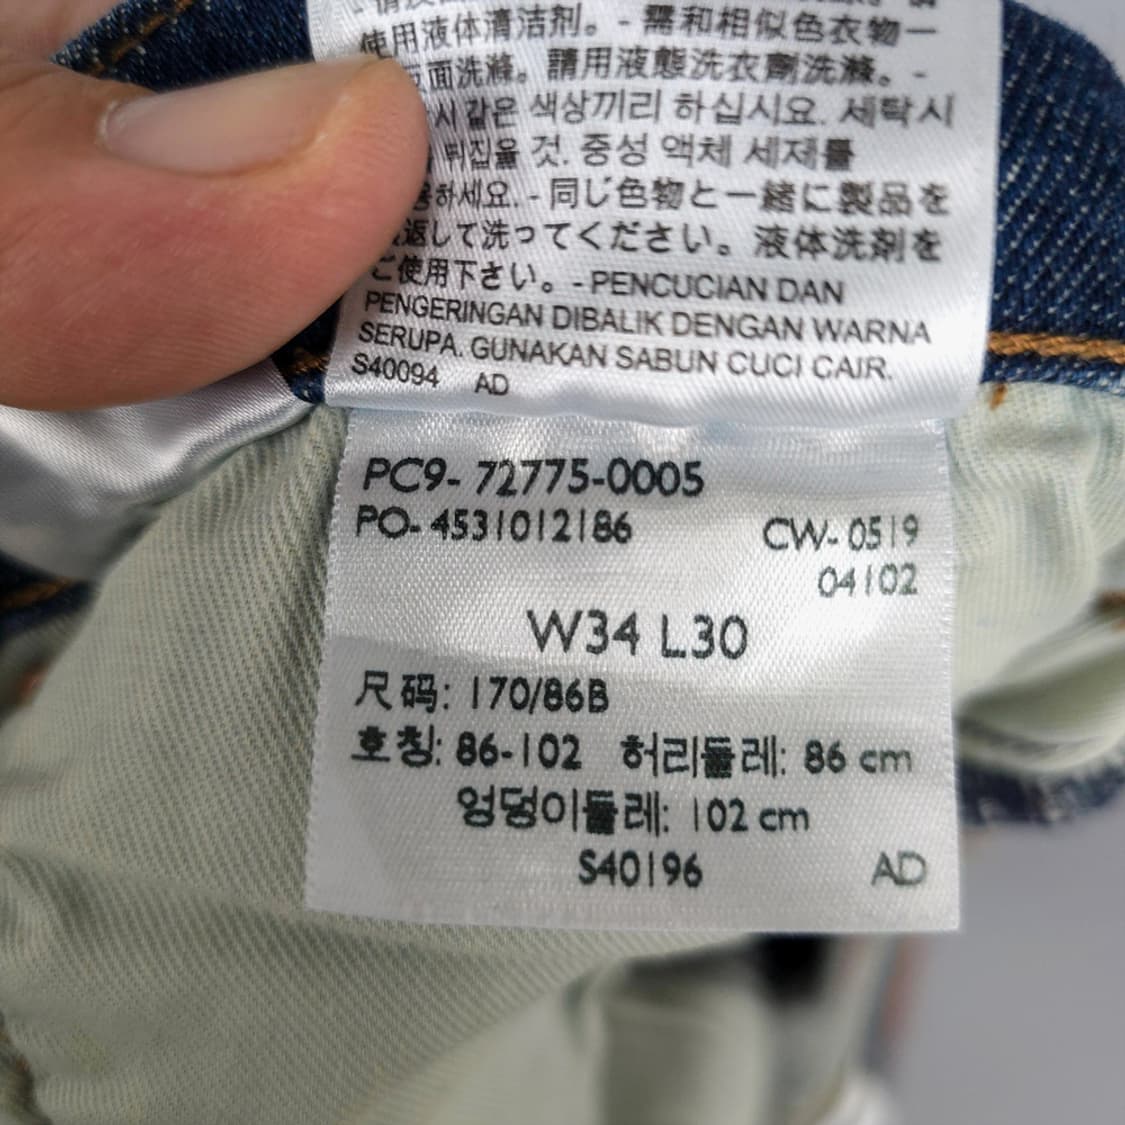 使用液体清洁剂。- 需和相似色衣物一
面洗滌。請用液態洗衣劑洗滌。-
시 같은 색상끼리 하십시요. 세탁시
뒤집을 것. 중성 액체 세제를
하세요. - 同じ色物と一緒に製品を
返して洗ってください。液体洗剤を
ご使用下さい。- PENCUCIAN DAN
PENGERINGAN DIBALIK DENGAN WARNA
SERUPA. GUNAKAN SABUN CUCI CAIR.
S40094 AD
PC9- 72775-0005
PO- 4531012186 CW- 0519
04102
W34 L30
尺码: 170/86B
호칭: 86-102 허리둘레: 86 cm
엉덩이둘레: 102 cm
S40196 AD